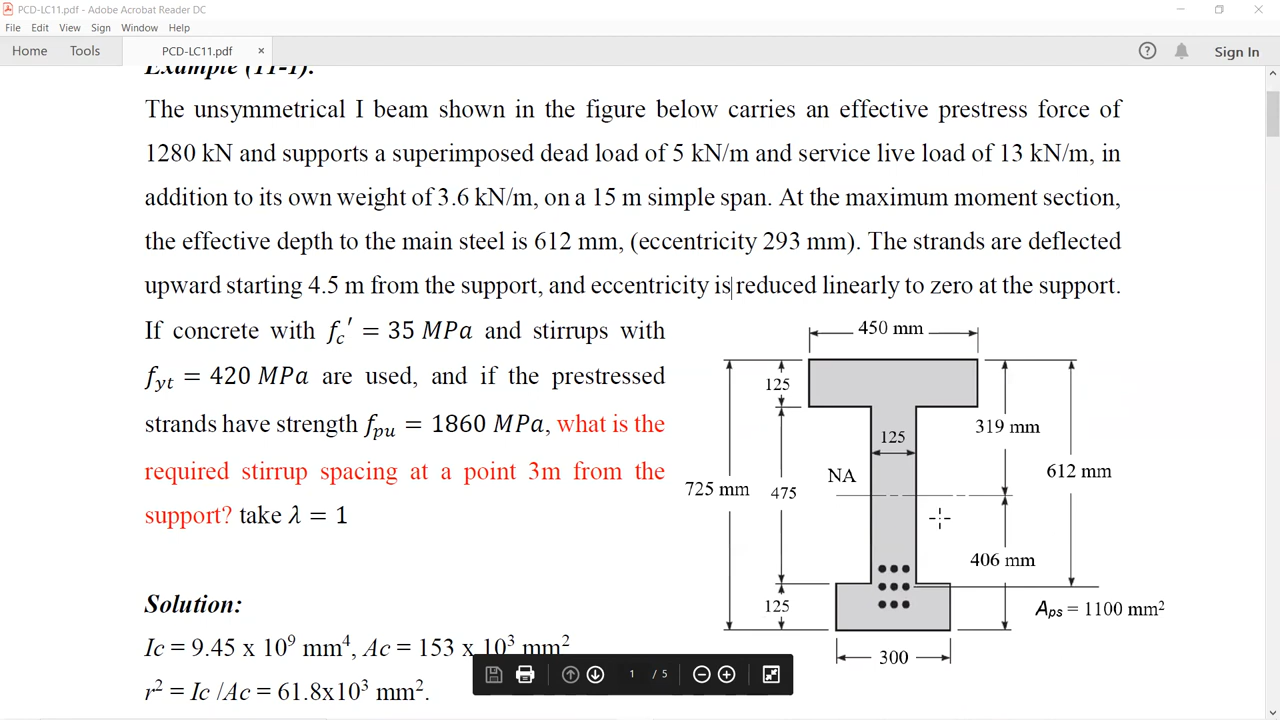 PCD-LC11.pdf - Adobe Acrobat Reader DC
File Edit View Sign Window Help
Home Tools PCD-LC11.pdf × ? Sign In
Example (11-1):
The unsymmetrical I beam shown in the figure below carries an effective prestress force of
1280 kN and supports a superimposed dead load of 5 kN/m and service live load of 13 kN/m, in
addition to its own weight of 3.6 kN/m, on a 15 m simple span. At the maximum moment section,
the effective depth to the main steel is 612 mm, (eccentricity 293 mm). The strands are deflected
upward starting 4.5 m from the support, and eccentricity is reduced linearly to zero at the support.
If concrete with fc′ = 35 MPa and stirrups with
fyt = 420 MPa are used, and if the prestressed
strands have strength fpu = 1860 MPa, what is the
required stirrup spacing at a point 3m from the
support? take λ = 1
450 mm
125
319 mm
125
612 mm
NA
725 mm
475
406 mm
125
Aps = 1100 mm²
300
Solution:
Ic = 9.45 x 10⁹ mm⁴, Ac = 153 x 10³ mm²
r² = Ic /Ac = 61.8x10³ mm².
1 / 5